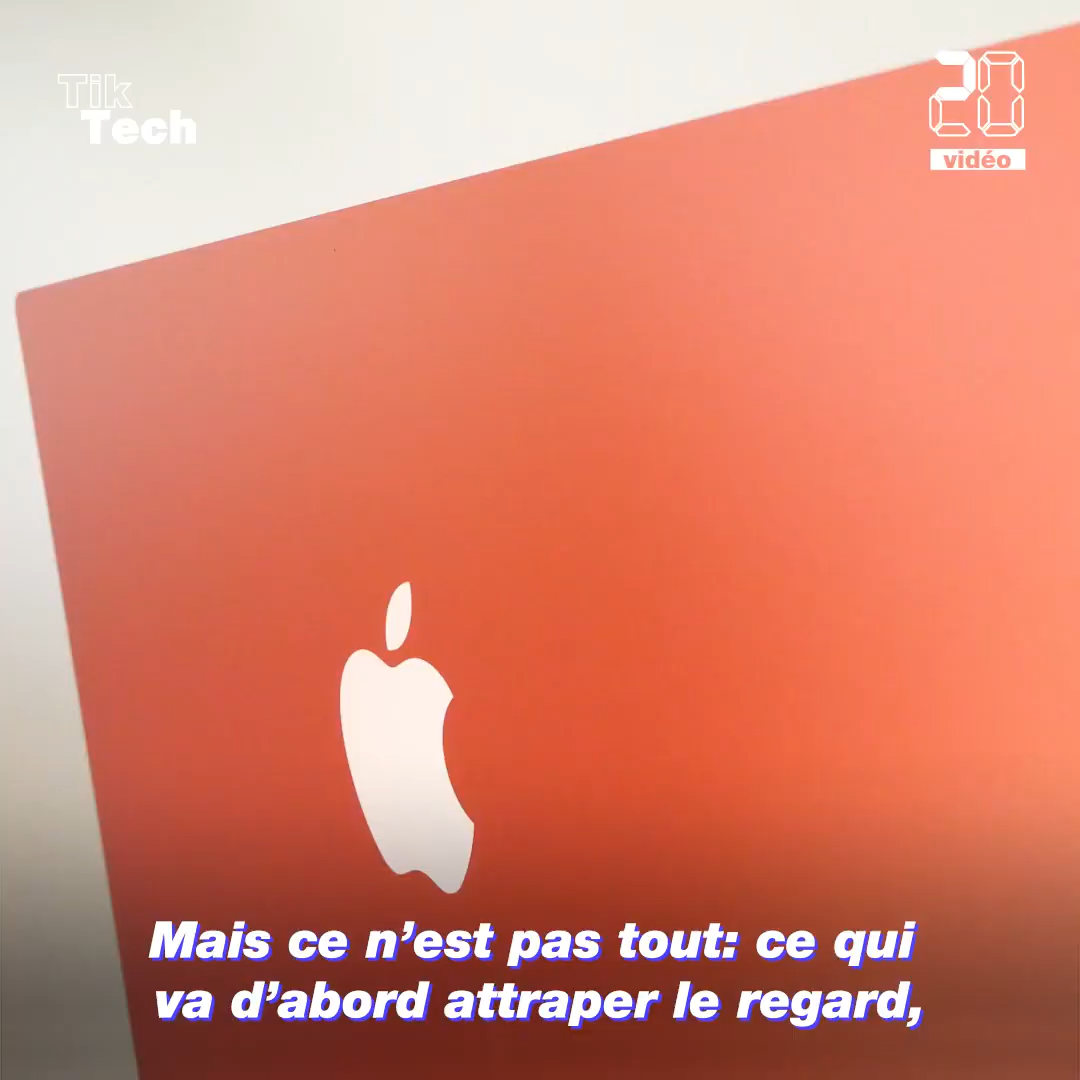 Tik
Tech
20
vidéo
Mais ce n’est pas tout: ce qui
va d’abord attraper le regard,